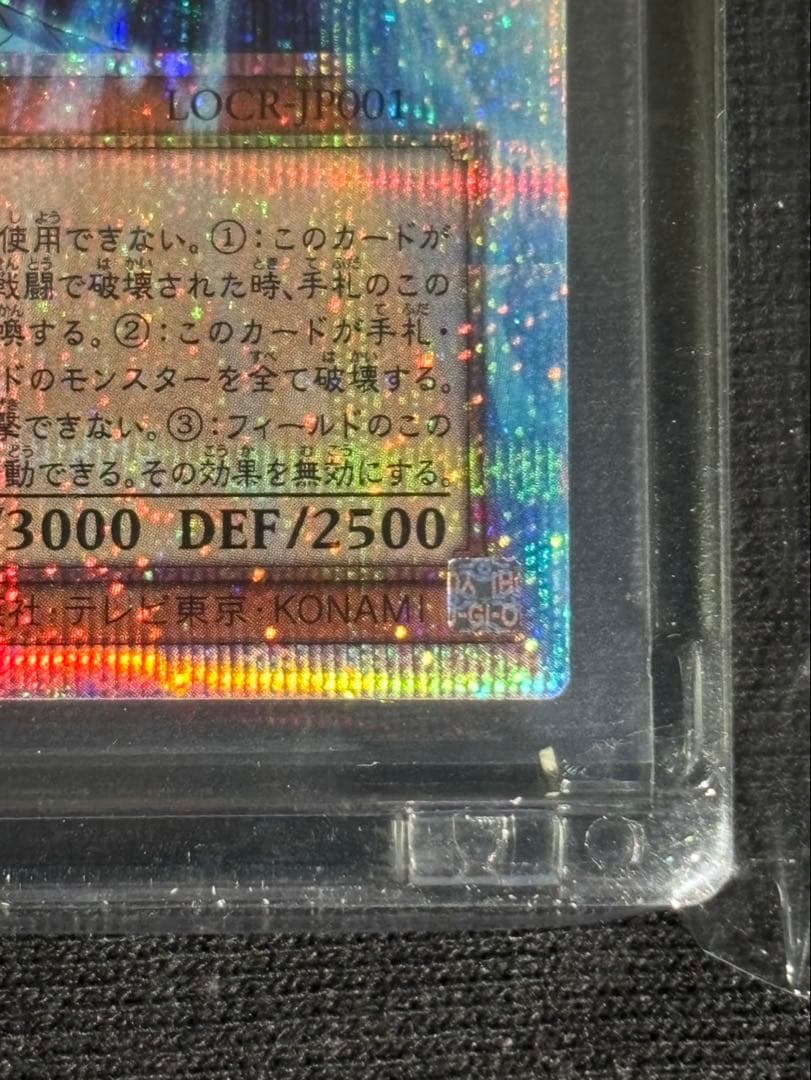 LOCR-JP001
使用できない。①:このカードが
戦闘で破壊された時、手札のこの
喚する。②:このカードが手札・
ドのモンスターを全て破壊する。
撃できない。③:フィールドのこの
動できる。その効果を無効にする。
/3000 DEF/2500
社・テレビ東京・KONAMI
-GI-O